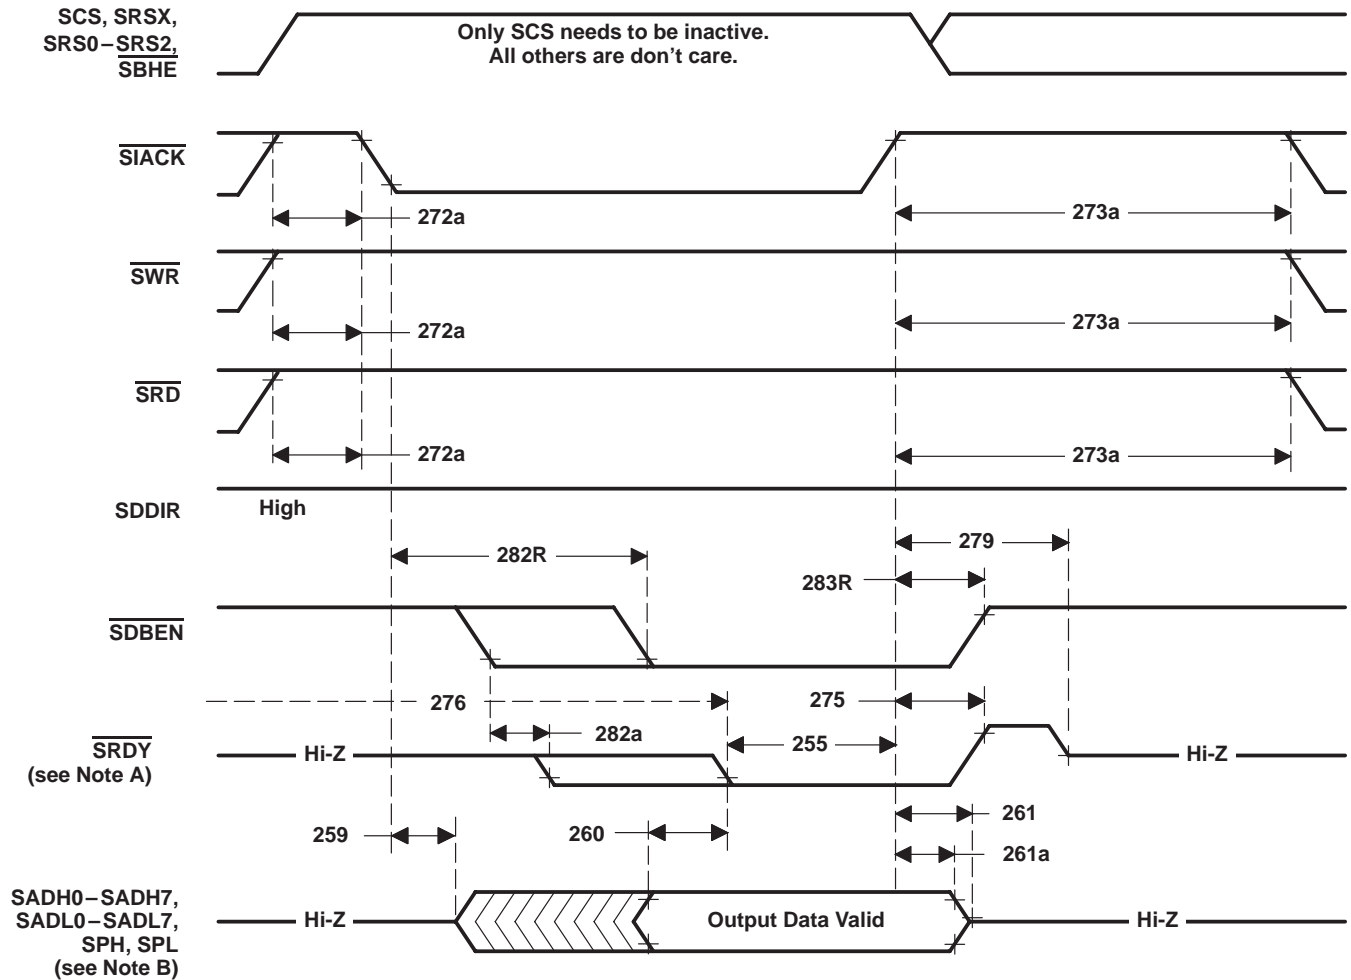 SCS, SRSX,
SRS0–SRS2,
SBHE
Only SCS needs to be inactive.
All others are don't care.
SIACK
272a
273a
SWR
272a
273a
SRD
272a
273a
SDDIR
High
282R
279
283R
SDBEN
276
275
SRDY
(see Note A)
Hi-Z
282a
255
Hi-Z
259
260
261
261a
SADH0–SADH7,
SADL0–SADL7,
SPH, SPL
(see Note B)
Hi-Z
Output Data Valid
Hi-Z